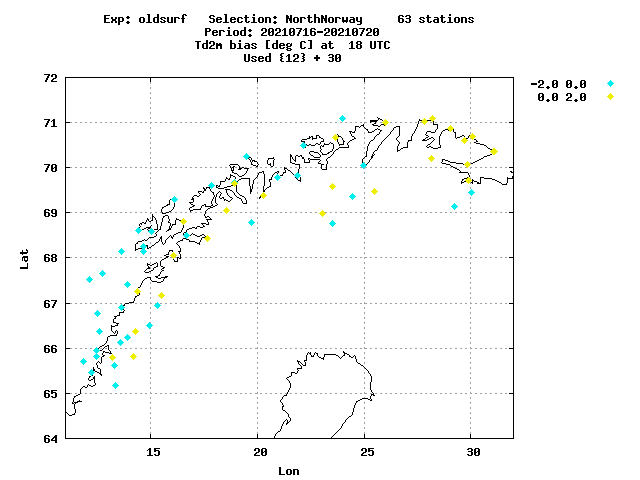 Exp: oldsurf   Selection: NorthNorway     63 stations
Period: 20210716-20210720
Td2m bias [deg C] at  18 UTC
Used {12} + 30
-2.0 0.0
0.0 2.0
72
71
70
69
68
67
66
65
64
Lat
15
20
25
30
Lon